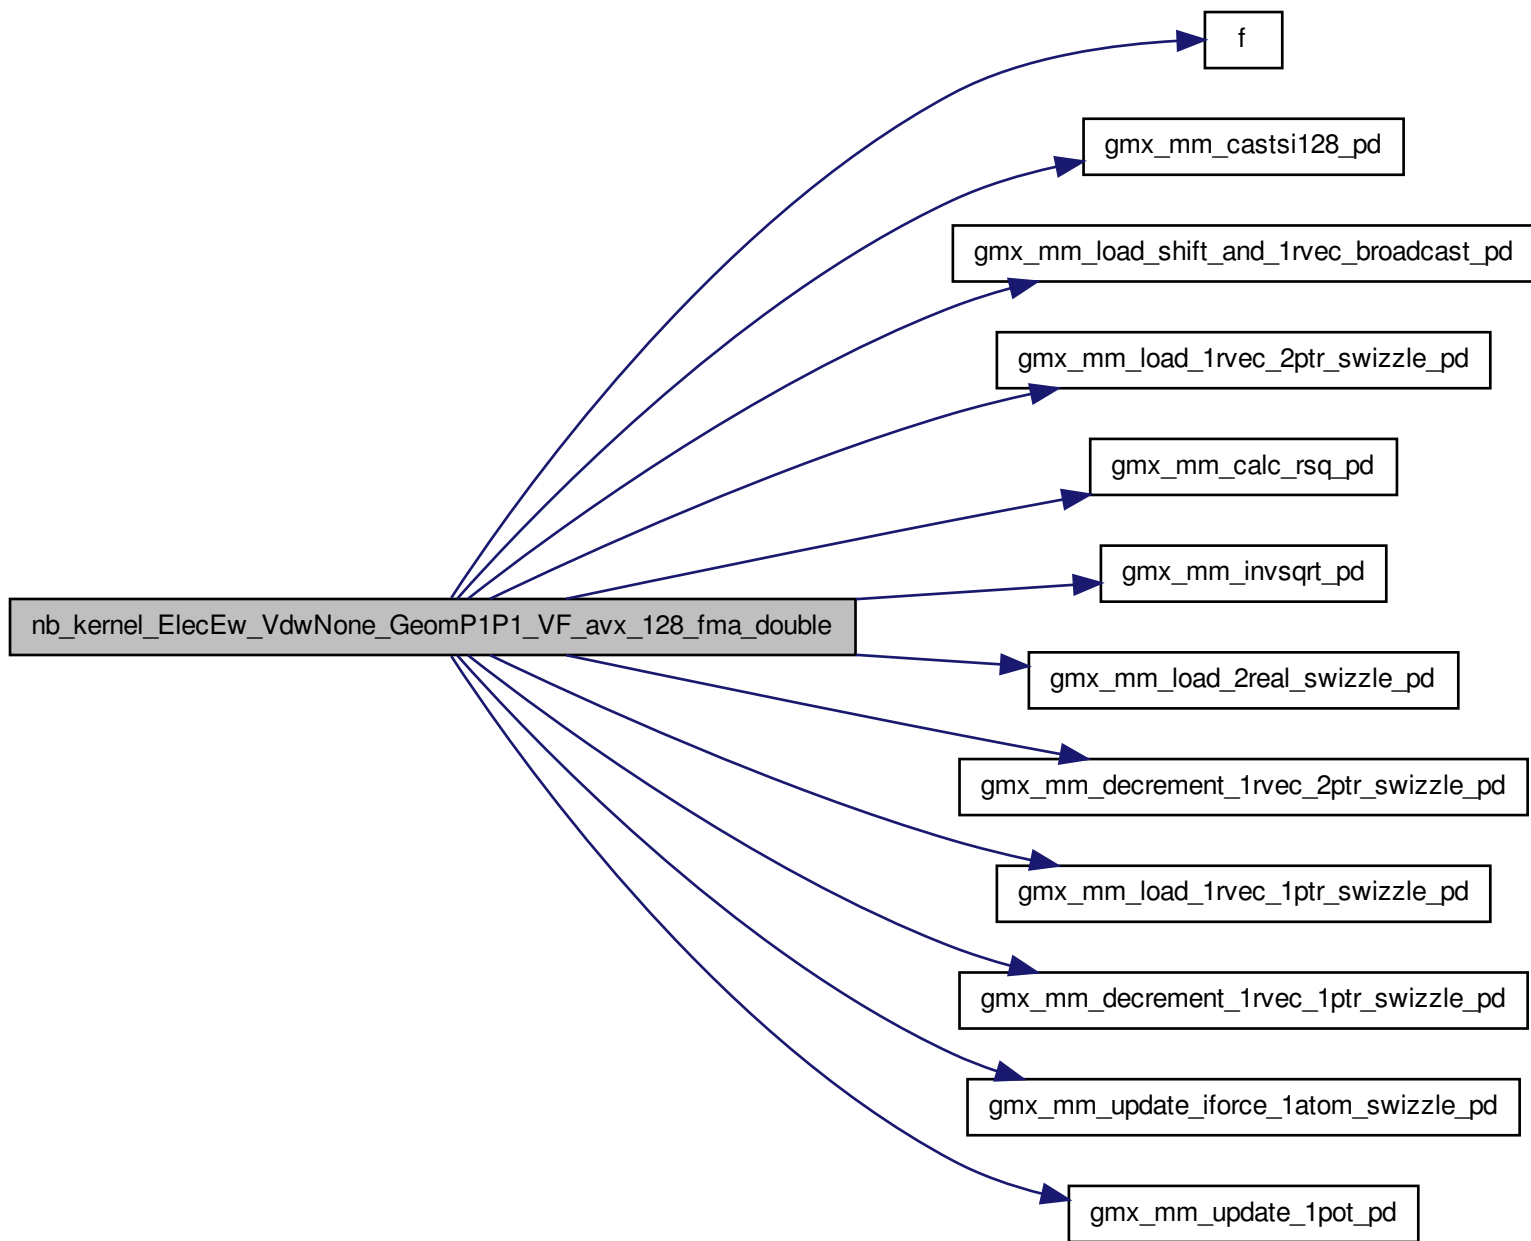 f
gmx_mm_castsi128_pd
gmx_mm_load_shift_and_1rvec_broadcast_pd
gmx_mm_load_1rvec_2ptr_swizzle_pd
gmx_mm_calc_rsq_pd
gmx_mm_invsqrt_pd
nb_kernel_ElecEw_VdwNone_GeomP1P1_VF_avx_128_fma_double
gmx_mm_load_2real_swizzle_pd
gmx_mm_decrement_1rvec_2ptr_swizzle_pd
gmx_mm_load_1rvec_1ptr_swizzle_pd
gmx_mm_decrement_1rvec_1ptr_swizzle_pd
gmx_mm_update_iforce_1atom_swizzle_pd
gmx_mm_update_1pot_pd